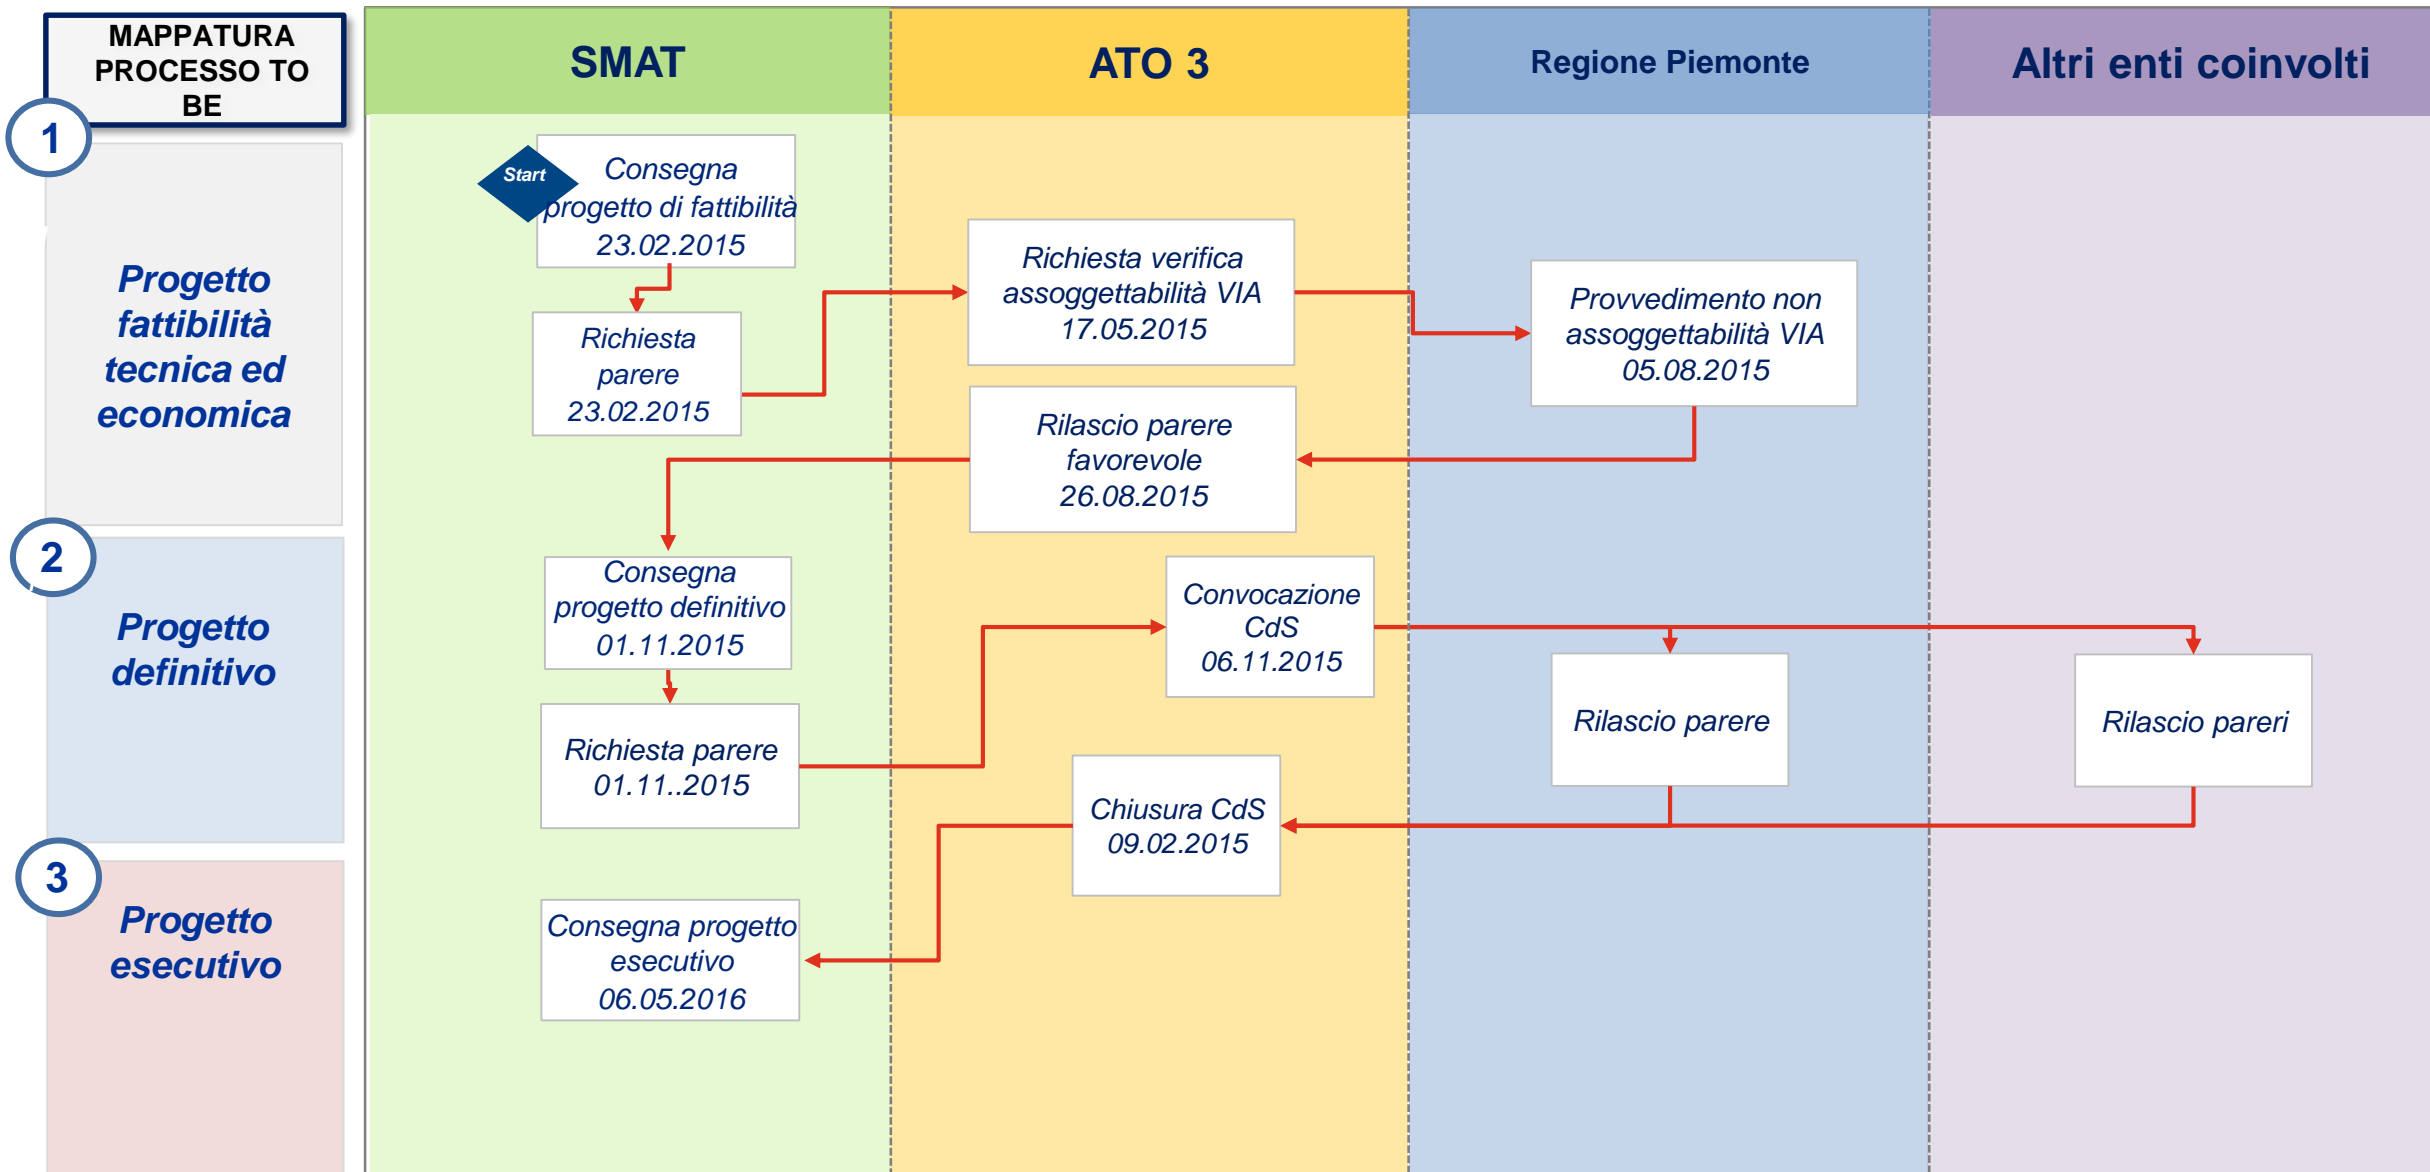 MAPPATURA
PROCESSO TO
BE
SMAT
ATO 3
Regione Piemonte
Altri enti coinvolti
1
Progetto
fattibilità
tecnica ed
economica
Start
Consegna
progetto di fattibilità
23.02.2015
Richiesta
parere
23.02.2015
Richiesta verifica
assoggettabilità VIA
17.05.2015
Provvedimento non
assoggettabilità VIA
05.08.2015
Rilascio parere
favorevole
26.08.2015
2
Progetto
definitivo
Consegna
progetto definitivo
01.11.2015
Richiesta parere
01.11..2015
Convocazione
CdS
06.11.2015
Rilascio parere
Rilascio pareri
Chiusura CdS
09.02.2015
3
Progetto
esecutivo
Consegna progetto
esecutivo
06.05.2016